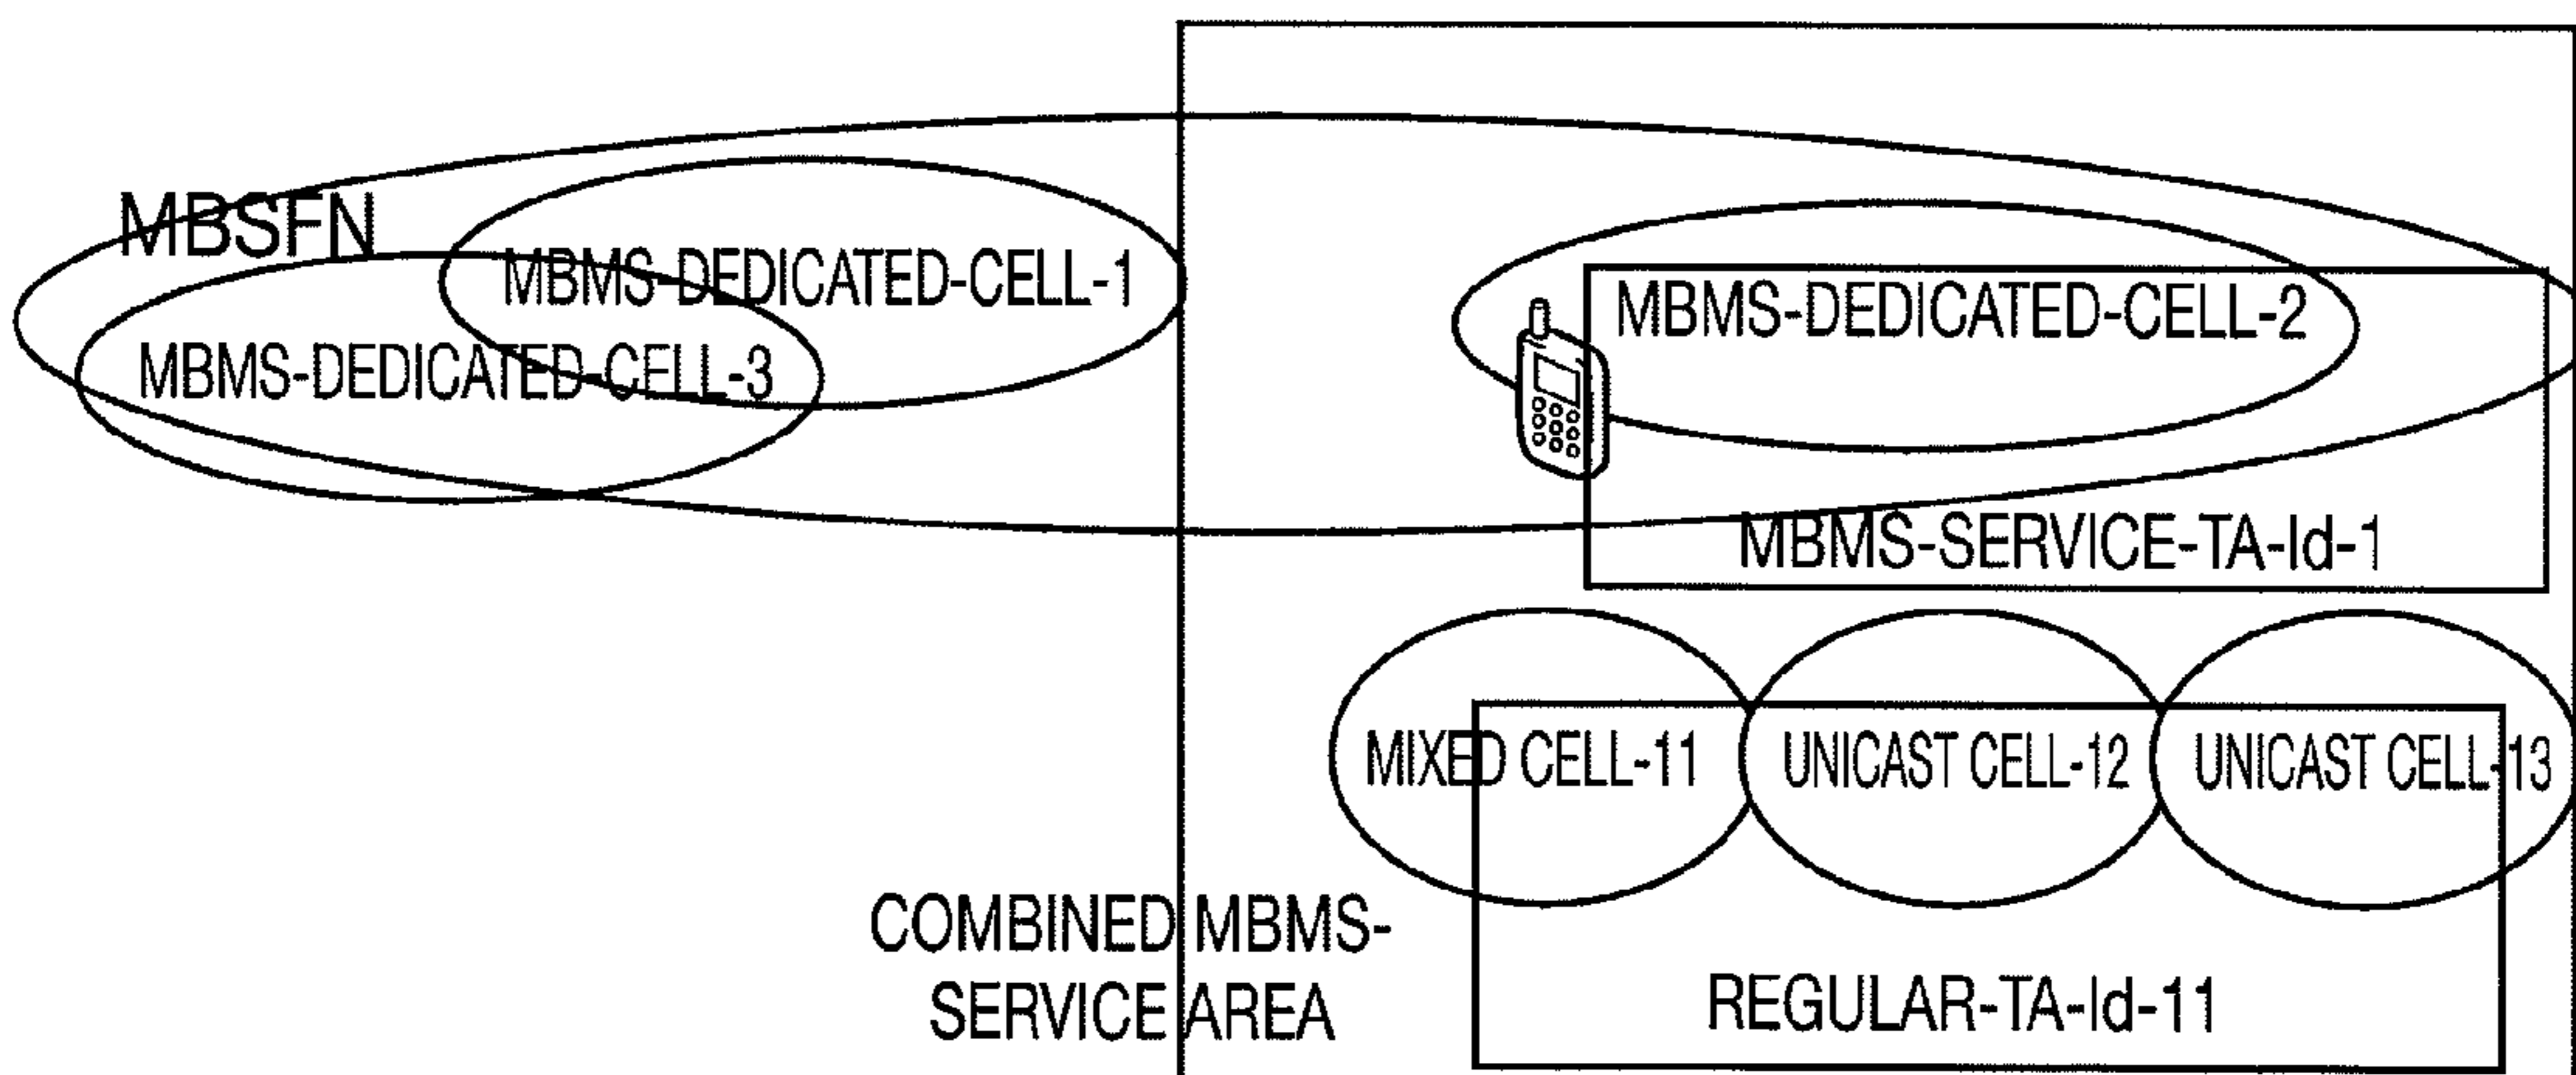 MBSFN
MBMS-DEDICATED-CELL-1
MBMS-DEDICATED-CELL-2
MBMS-DEDICATED-CELL-3
MBMS-SERVICE-TA-Id-1
MIXED CELL-11
UNICAST CELL-12
UNICAST CELL-13
COMBINED MBMS-
SERVICE AREA
REGULAR-TA-Id-11